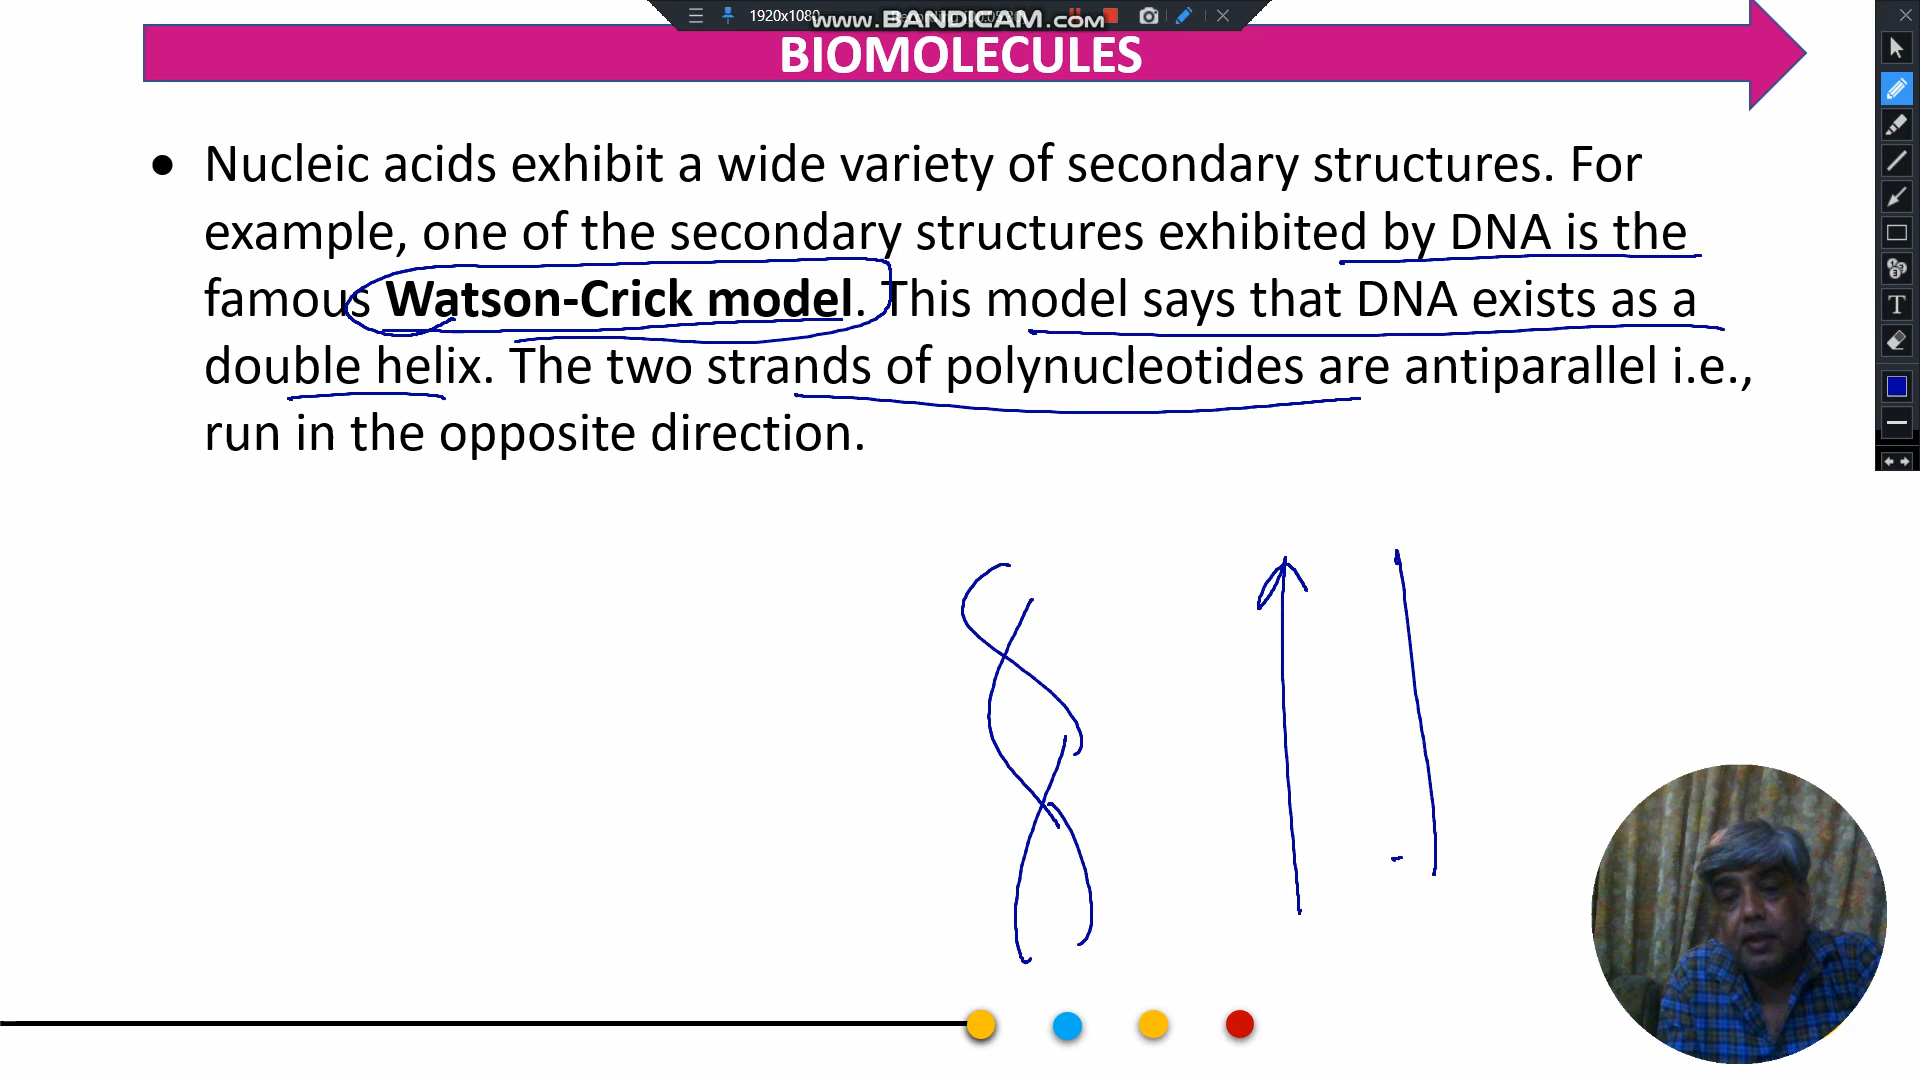 1920x1080
www.BANDICAM.com
BIOMOLECULES
• Nucleic acids exhibit a wide variety of secondary structures. For
example, one of the secondary structures exhibited by DNA is the
famous Watson-Crick model. This model says that DNA exists as a
double helix. The two strands of polynucleotides are antiparallel i.e.,
run in the opposite direction.